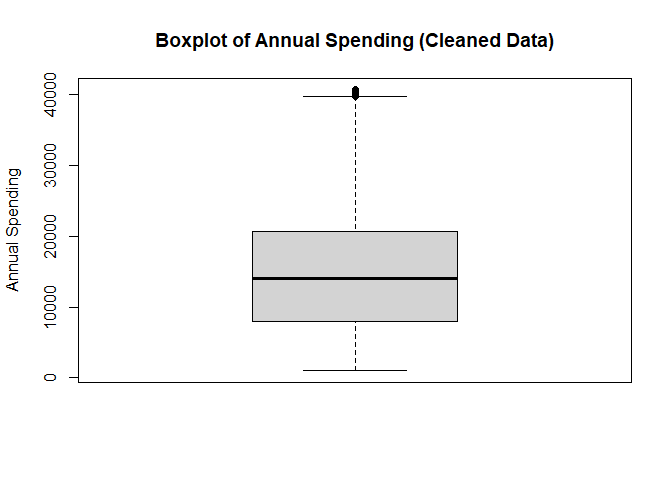 Boxplot of Annual Spending (Cleaned Data)
Annual Spending
40000
30000
20000
10000
0